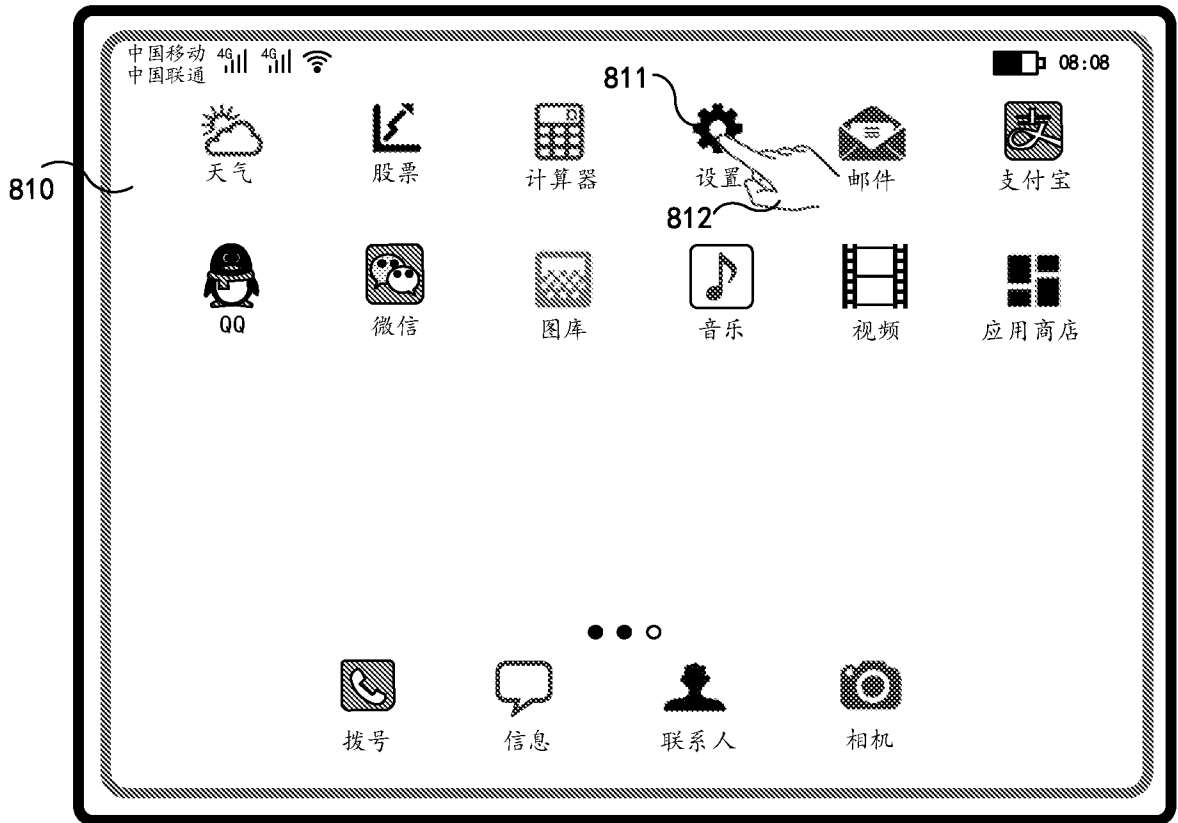 中国移动 4G 4G 08:08
中国联通
811
天气 股票 计算器 设置 邮件 支付宝
810
812
QQ 微信 图库 音乐 视频 应用商店
拨号 信息 联系人 相机